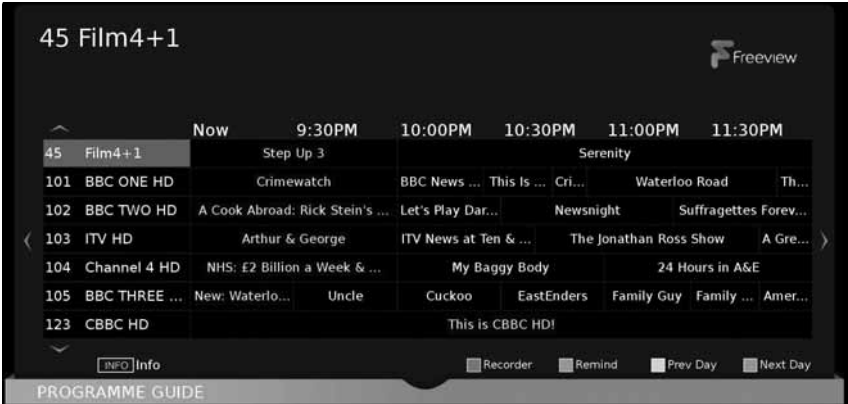 45 Film4+1
Freeview
Now 9:30PM 10:00PM 10:30PM 11:00PM 11:30PM
45 Film4+1 Step Up 3 Serenity
101 BBC ONE HD Crimewatch BBC News ... This Is ... Cri... Waterloo Road Th...
102 BBC TWO HD A Cook Abroad: Rick Stein's ... Let's Play Dar... Newsnight Suffragettes Forev...
103 ITV HD Arthur & George ITV News at Ten & ... The Jonathan Ross Show A Gre...
104 Channel 4 HD NHS: £2 Billion a Week & ... My Baggy Body 24 Hours in A&E
105 BBC THREE ... New: Waterlo... Uncle Cuckoo EastEnders Family Guy Family ... Amer...
123 CBBC HD This is CBBC HD!
INFO Info Recorder Remind Prev Day Next Day
PROGRAMME GUIDE